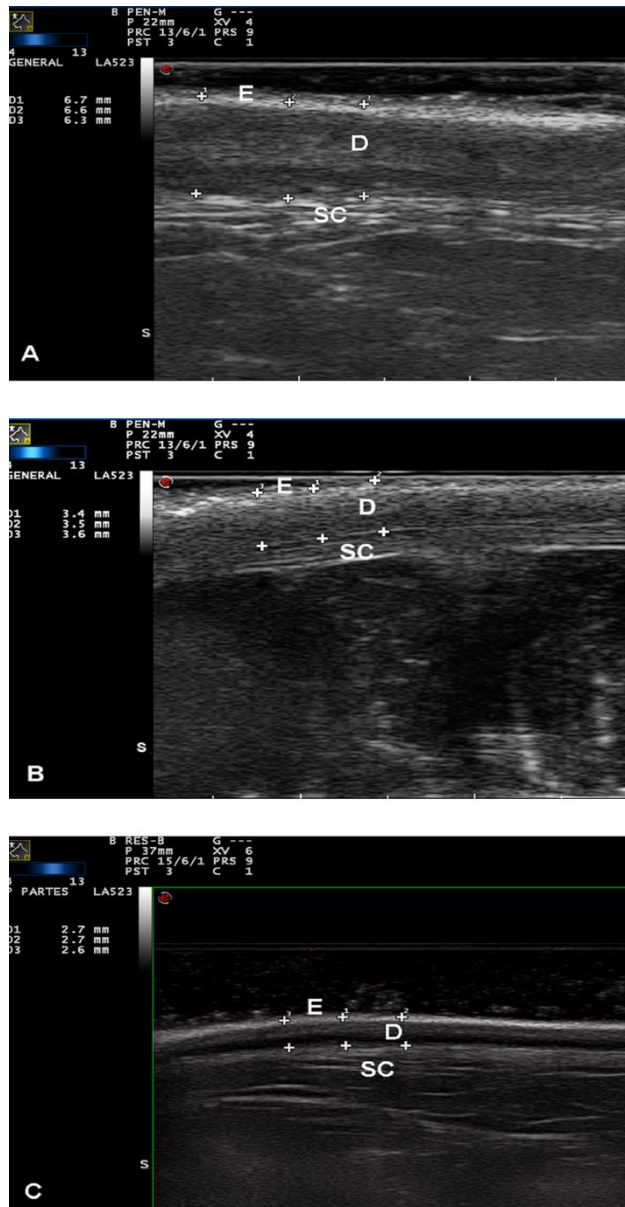 B PEN-M G ---
P 22mm XV 4
PRC 13/6/1 PRS 9
PST 3 C 1
4 13
GENERAL LA523
D1 6.7 mm
D2 6.6 mm
D3 6.3 mm
E
D
SC
S
A
B PEN-M G ---
P 22mm XV 4
PRC 13/6/1 PRS 9
PST 3 C 1
13
GENERAL LA523
D1 3.4 mm
D2 3.5 mm
D3 3.6 mm
E
D
SC
S
B
B RES-B G ---
P 37mm XV 6
PRC 15/6/1 PRS 9
PST 3 C 1
13
P PARTES LA523
D1 2.7 mm
D2 2.7 mm
D3 2.6 mm
E
D
SC
S
C